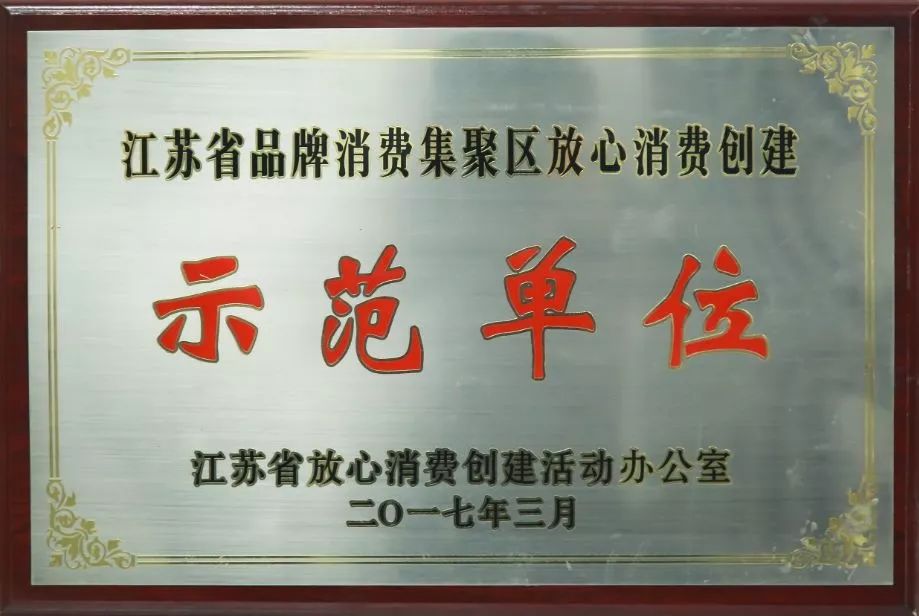 江苏省品牌消费集聚区放心消费创建
示范单位
江苏省放心消费创建活动办公室
二〇一七年三月